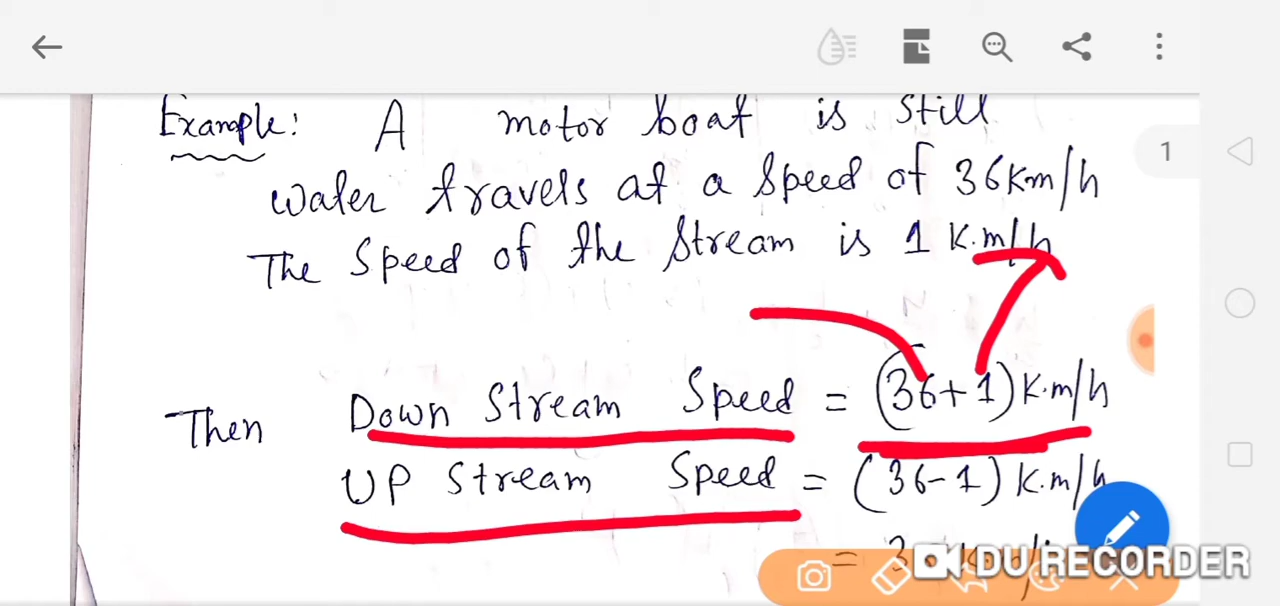 1
Example: A motor boat is still
water travels at a speed of 36km/h
The Speed of the Stream is 1 K.m/h
Then Down Stream Speed = (36+1) K.m/h
UP Stream Speed = (36-1) K.m/h
=
DU RECORDER